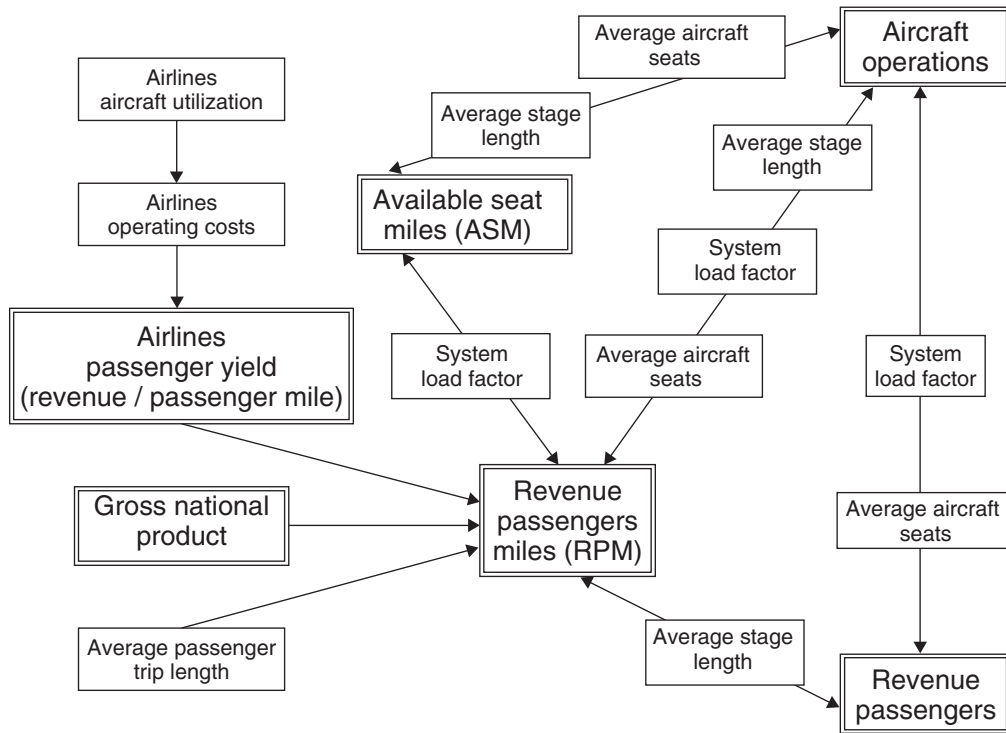 Average aircraft
seats
Aircraft
operations
Airlines
aircraft utilization
Average stage
length
Average stage
length
Airlines
operating costs
Available seat
miles (ASM)
System
load factor
Airlines
passenger yield
(revenue / passenger mile)
System
load factor
Average aircraft
seats
System
load factor
Gross national
product
Revenue
passengers
miles (RPM)
Average aircraft
seats
Average passenger
trip length
Average stage
length
Revenue
passengers